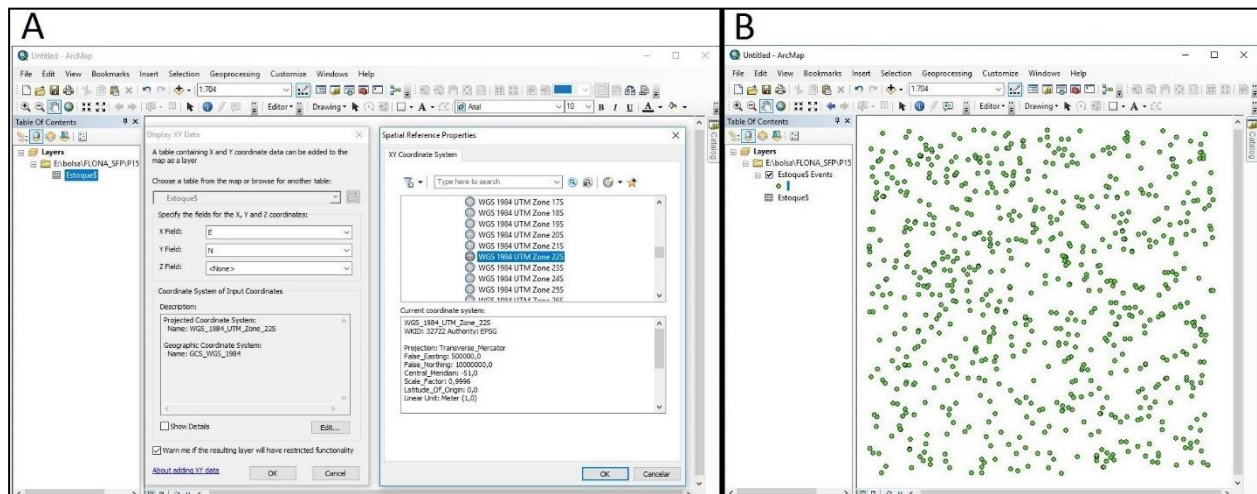 A
Untitled - ArcMap
File Edit View Bookmarks Insert Selection Geoprocessing Customize Windows Help
1:704
Editor Drawing Arial 10 B I U A
Table Of Contents
Layers
E:\bolsa\FLONA_SFP\P15
Estoque$
Display XY Data
A table containing X and Y coordinate data can be added to the
map as a layer
Choose a table from the map or browse for another table:
Estoque$
Specify the fields for the X, Y and Z coordinates:
X Field: E
Y Field: N
Z Field: <None>
Coordinate System of Input Coordinates
Description:
Projected Coordinate System:
Name: WGS_1984_UTM_Zone_22S
Geographic Coordinate System:
Name: GCS_WGS_1984
Show Details
Edit...
Warn me if the resulting layer will have restricted functionality
About adding XY data
OK
Cancel
Spatial Reference Properties
XY Coordinate System
Type here to search
WGS 1984 UTM Zone 17S
WGS 1984 UTM Zone 18S
WGS 1984 UTM Zone 19S
WGS 1984 UTM Zone 20S
WGS 1984 UTM Zone 21S
WGS 1984 UTM Zone 22S
WGS 1984 UTM Zone 23S
WGS 1984 UTM Zone 24S
WGS 1984 UTM Zone 25S
WGS 1984 UTM Zone 26S
Current coordinate system:
WGS_1984_UTM_Zone_22S
WKID: 32722 Authority: EPSG
Projection: Transverse_Mercator
False_Easting: 500000,0
False_Northing: 10000000,0
Central_Meridian: -51,0
Scale_Factor: 0,9996
Latitude_Of_Origin: 0,0
Linear Unit: Meter (1,0)
OK
Cancelar
Catalog
B
Untitled - ArcMap
File Edit View Bookmarks Insert Selection Geoprocessing Customize Windows Help
1:704
Editor Drawing Arial 10 B I U A
Table Of Contents
Layers
E:\bolsa\FLONA_SFP\P15
Estoque$ Events
Estoque$
Catalog